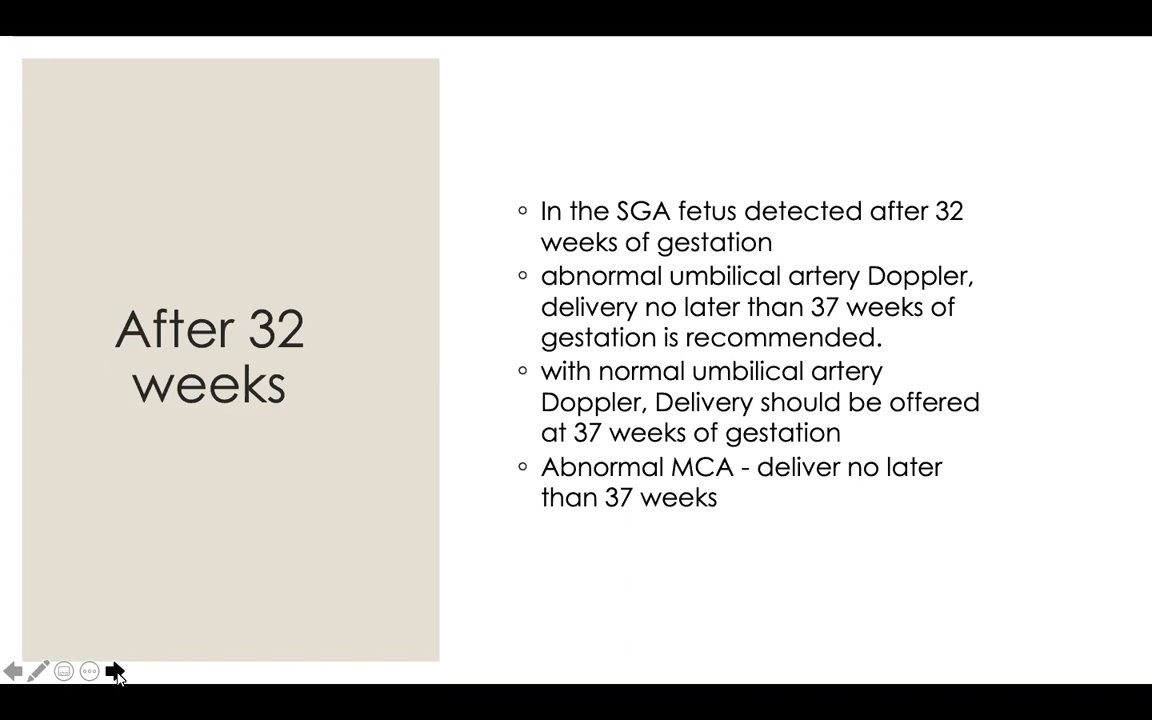 After 32
weeks
◦ In the SGA fetus detected after 32
weeks of gestation
◦ abnormal umbilical artery Doppler,
delivery no later than 37 weeks of
gestation is recommended.
◦ with normal umbilical artery
Doppler, Delivery should be offered
at 37 weeks of gestation
◦ Abnormal MCA - deliver no later
than 37 weeks